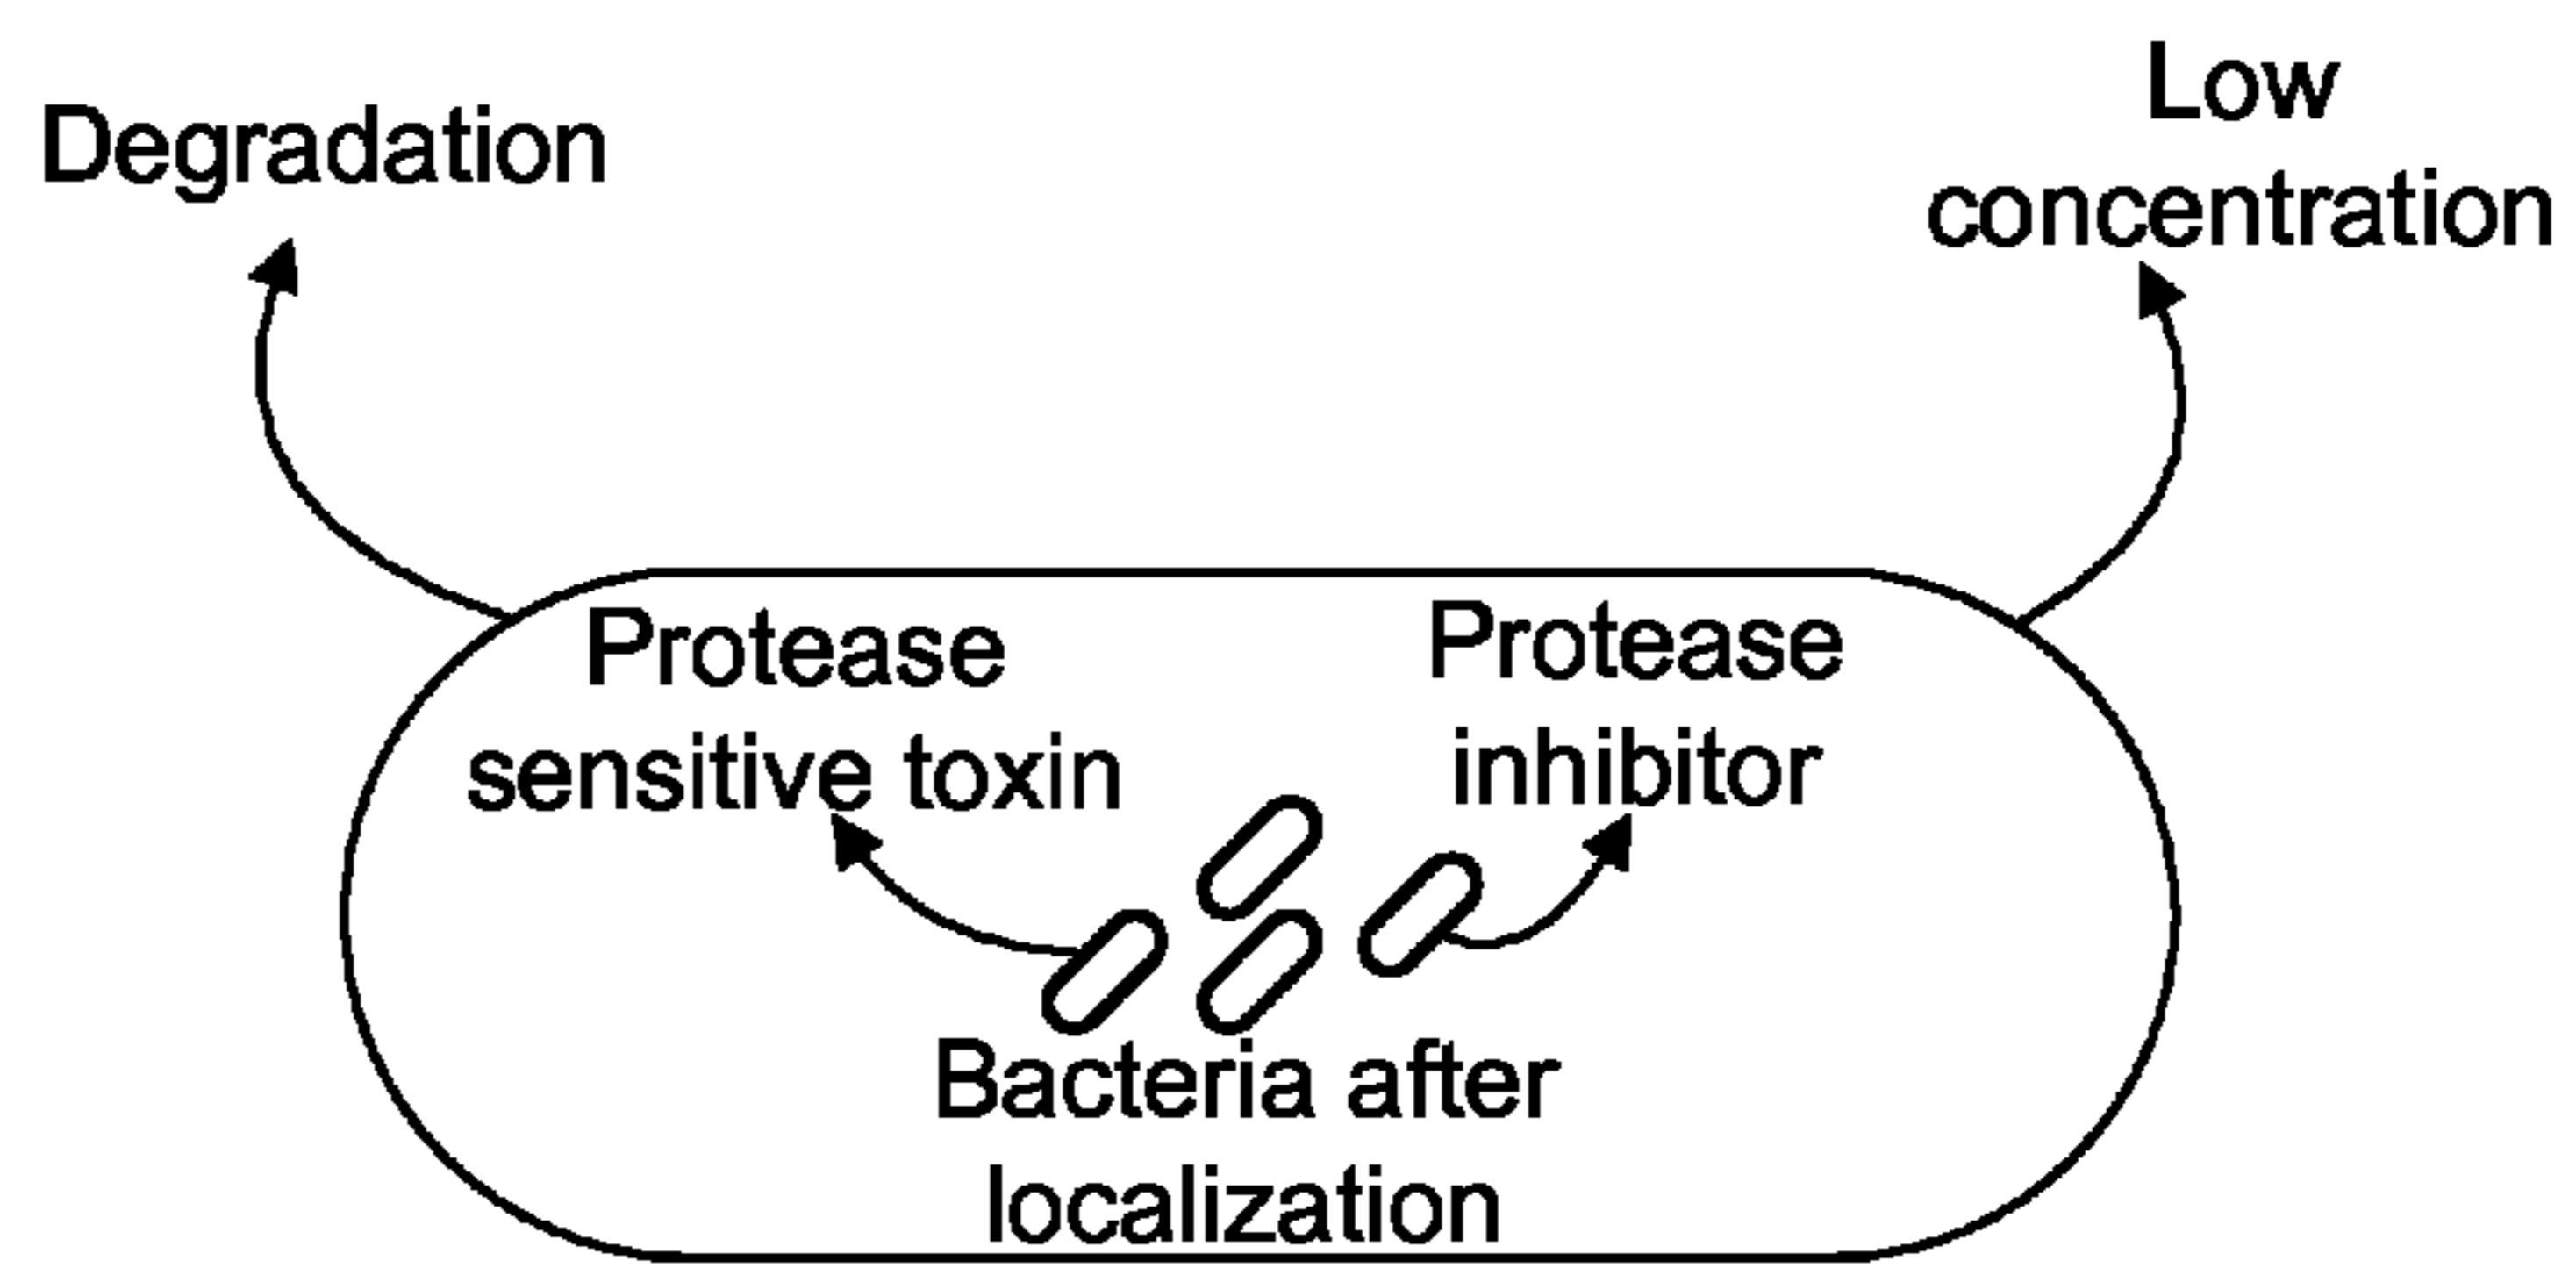 Degradation
Low
concentration
Protease
sensitive toxin
Protease
inhibitor
Bacteria after
localization